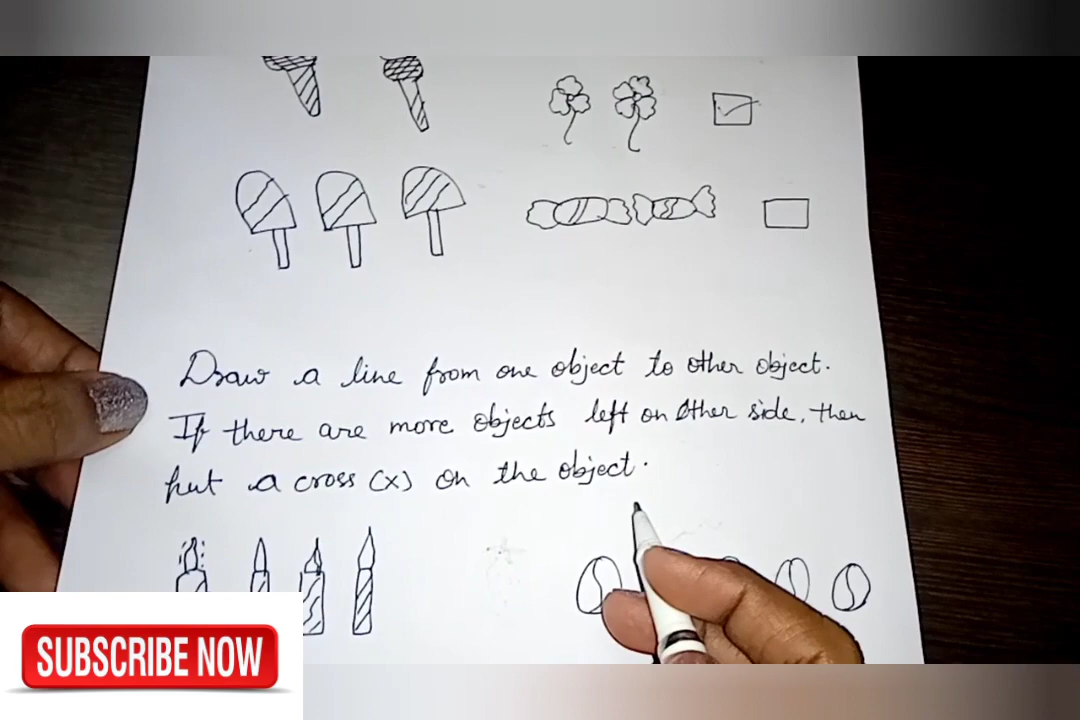 Draw a line from one object to other object.
If there are more objects left on other side, then
put a cross (x) on the object.
SUBSCRIBE NOW